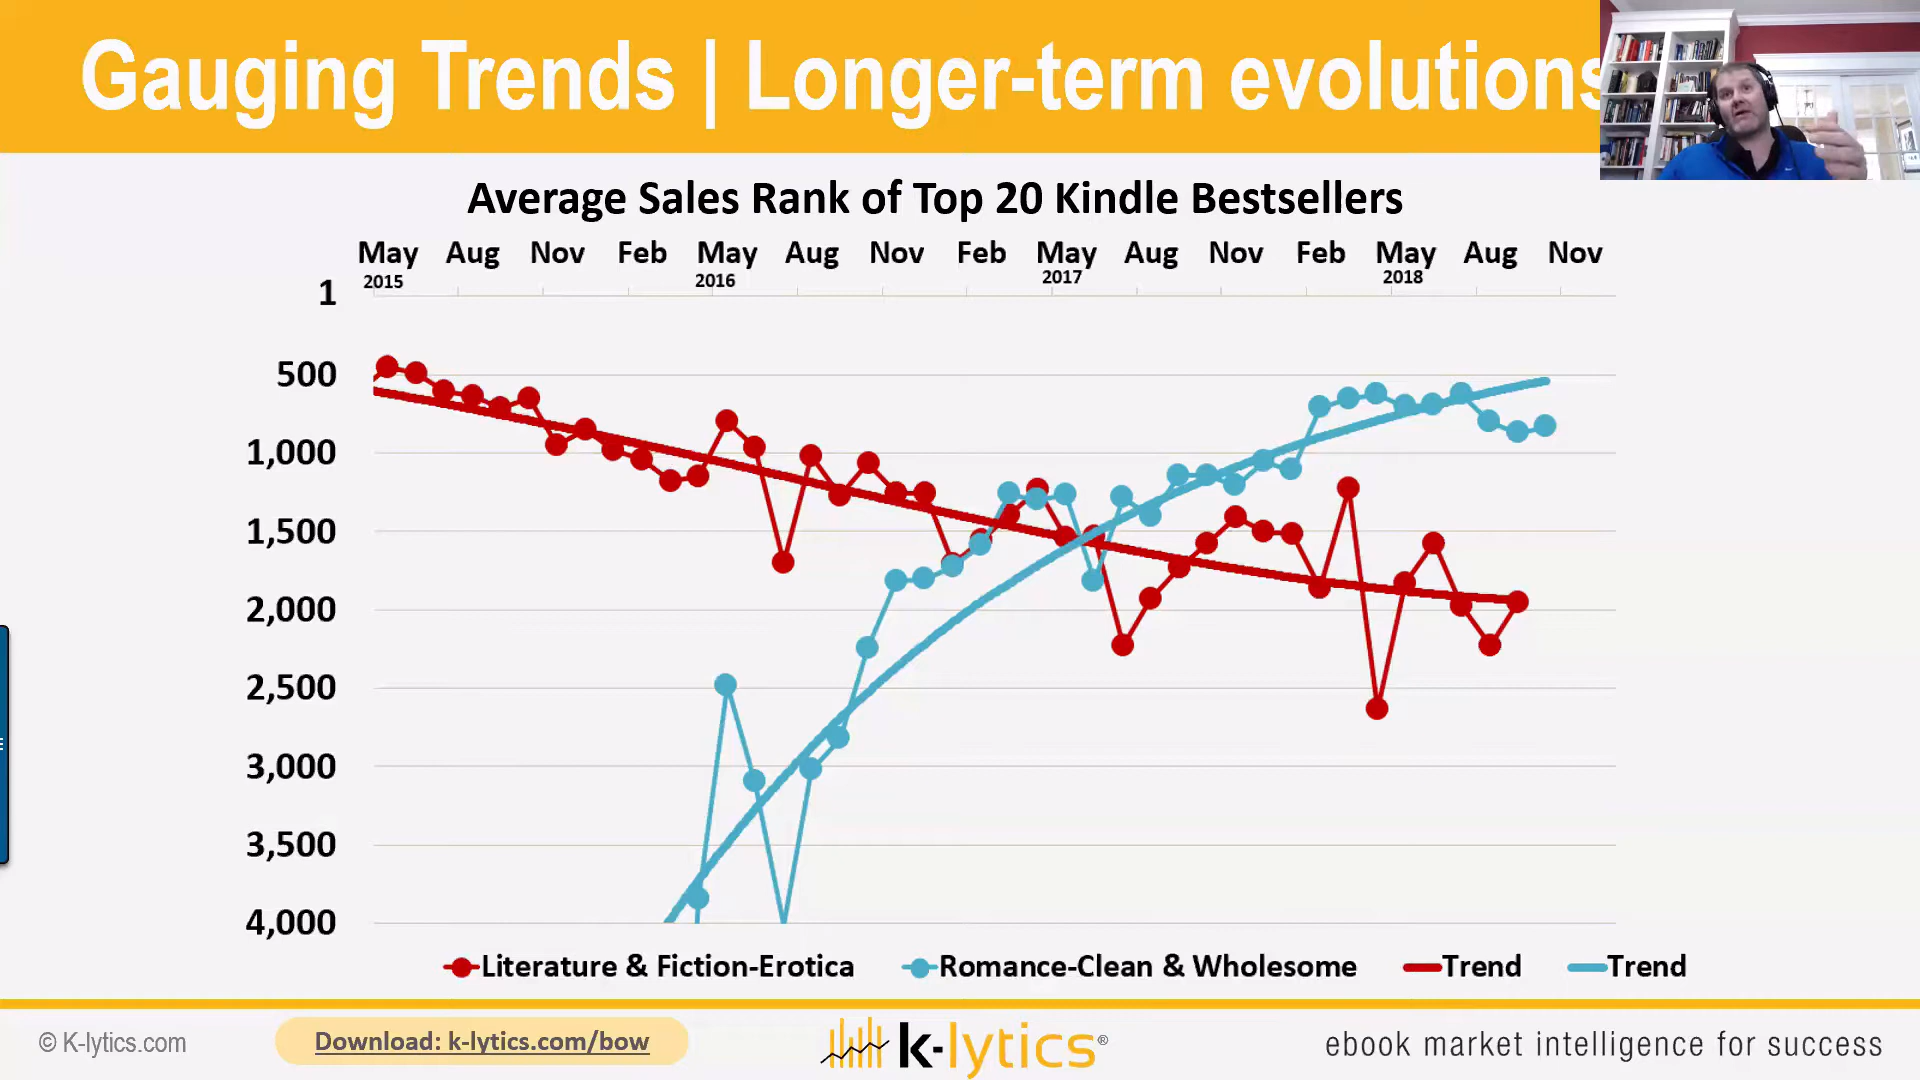 Gauging Trends | Longer-term evolutions
Average Sales Rank of Top 20 Kindle Bestsellers
May Aug Nov Feb May Aug Nov Feb May Aug Nov Feb May Aug Nov
2015 2016 2017 2018
1
500
1,000
1,500
2,000
2,500
3,000
3,500
4,000
Literature & Fiction-Erotica Romance-Clean & Wholesome Trend Trend
© K-lytics.com Download: k-lytics.com/bow k-lytics® ebook market intelligence for success